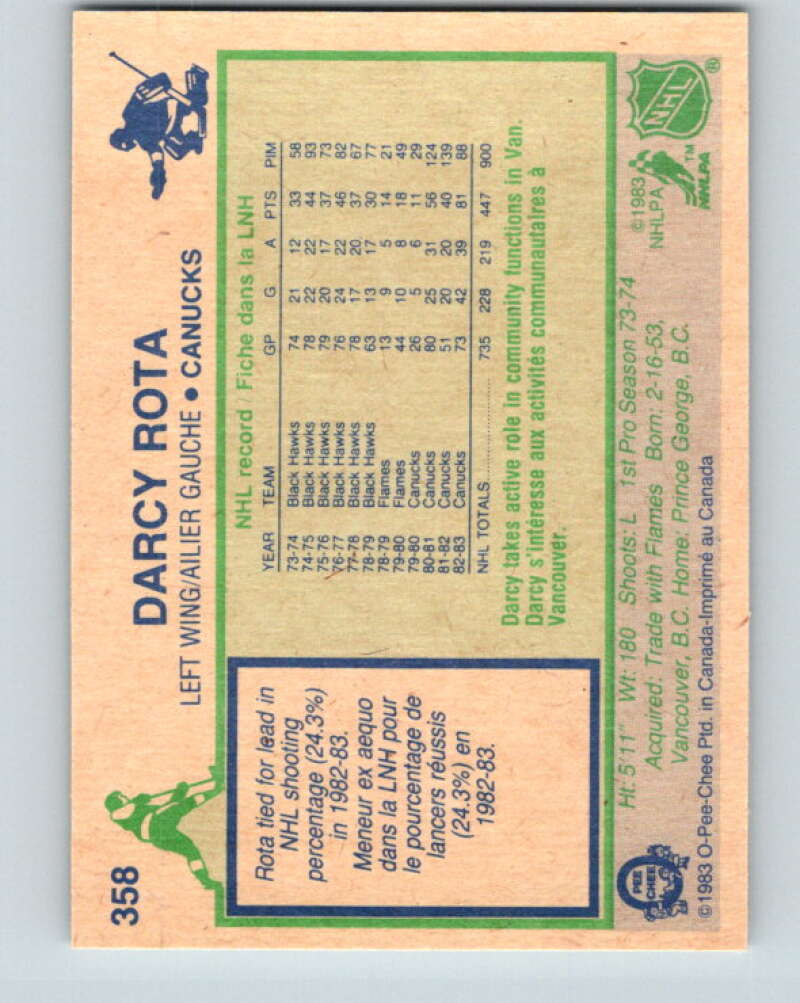 358
DARCY ROTA
LEFT WING/AILIER GAUCHE • CANUCKS
Rota tied for lead in
NHL shooting
percentage (24.3%)
in 1982-83.
Meneur ex aequo
dans la LNH pour
le pourcentage de
lancers réussis
(24.3%) en
1982-83.
NHL record / Fiche dans la LNH
YEAR TEAM GP G A PTS PIM
73-74 Black Hawks 74 21 12 33 58
74-75 Black Hawks 78 22 22 44 93
75-76 Black Hawks 79 20 17 37 73
76-77 Black Hawks 76 24 22 46 82
77-78 Black Hawks 78 17 20 37 67
78-79 Black Hawks 63 13 17 30 77
78-79 Flames 13 9 5 14 21
79-80 Flames 44 10 8 18 49
79-80 Canucks 26 5 6 11 29
80-81 Canucks 80 25 31 56 124
81-82 Canucks 51 20 20 40 139
82-83 Canucks 73 42 39 81 88
NHL TOTALS 735 228 219 447 900
Darcy takes active role in community functions in Van.
Darcy s'intéresse aux activités communautaires à
Vancouver.
Ht: 5'11" Wt: 180 Shoots: L 1st Pro Season 73-74
Acquired: Trade with Flames Born: 2-16-53,
Vancouver, B.C. Home: Prince George, B.C.
©1983 O-Pee-Chee Ptd. in Canada-Imprimé au Canada
O PEE CHEE
©1983
NHLPA
NHL ®
NHLPA ™